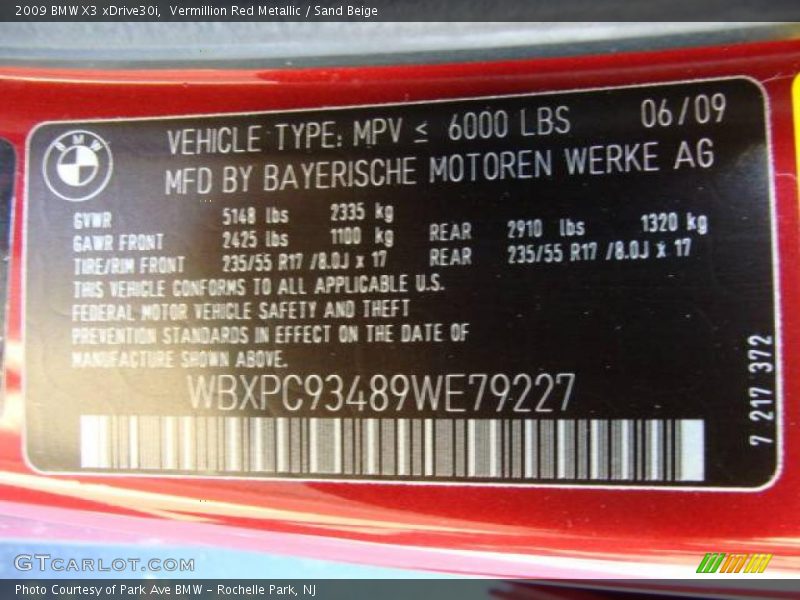 2009 BMW X3 xDrive30i,  Vermillion Red Metallic / Sand Beige
BMW
VEHICLE TYPE: MPV ≤ 6000 LBS 06/09
MFD BY BAYERISCHE MOTOREN WERKE AG
GVWR 5148 lbs 2335 kg
GAWR FRONT 2425 lbs 1100 kg REAR 2910 lbs 1320 kg
TIRE/RIM FRONT 235/55 R17 /8.0J x 17 REAR 235/55 R17 /8.0J x 17
THIS VEHICLE CONFORMS TO ALL APPLICABLE U.S.
FEDERAL MOTOR VEHICLE SAFETY AND THEFT
PREVENTION STANDARDS IN EFFECT ON THE DATE OF
MANUFACTURE SHOWN ABOVE.
WBXPC93489WE79227
7 217 372
GTCARLOT.COM
Photo Courtesy of Park Ave BMW - Rochelle Park, NJ